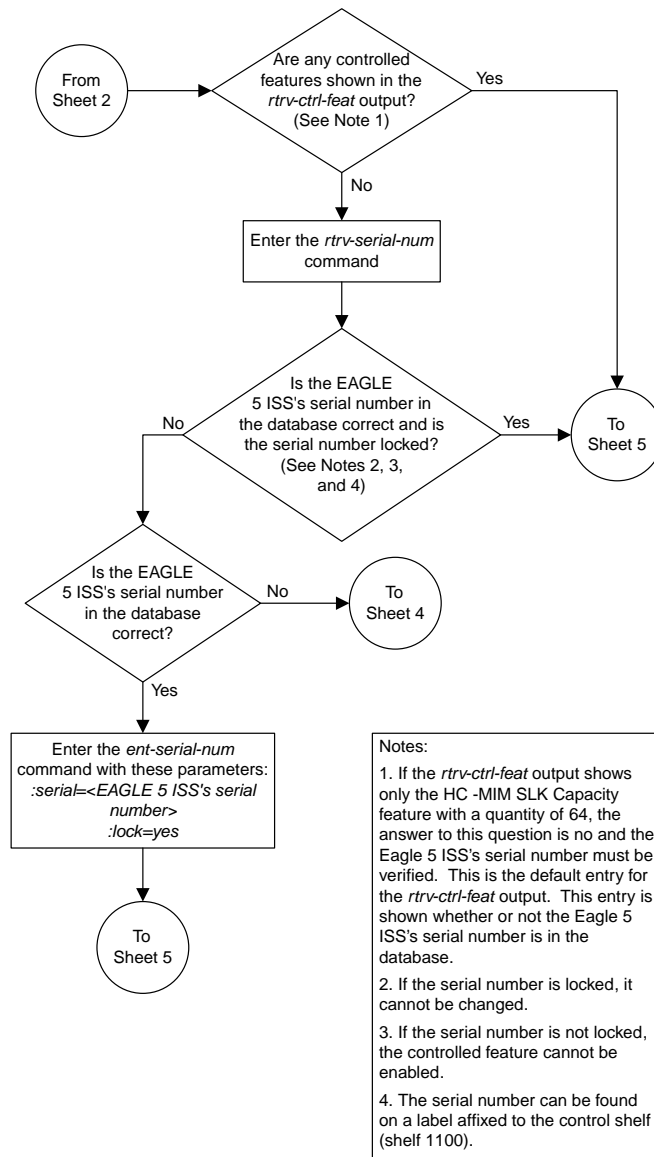 From
Sheet 2
Are any controlled
features shown in the
rtrv-ctrl-feat output?
(See Note 1)
Yes
No
Enter the rtrv-serial-num
command
Is the EAGLE
5 ISS's serial number in
the database correct and is
the serial number locked?
(See Notes 2, 3,
and 4)
No
Yes
To
Sheet 5
Is the EAGLE
5 ISS's serial number
in the database
correct?
No
To
Sheet 4
Yes
Enter the ent-serial-num
command with these parameters:
:serial=<EAGLE 5 ISS's serial
number>
:lock=yes
To
Sheet 5
Notes:
1. If the rtrv-ctrl-feat output shows
only the HC -MIM SLK Capacity
feature with a quantity of 64, the
answer to this question is no and the
Eagle 5 ISS's serial number must be
verified. This is the default entry for
the rtrv-ctrl-feat output. This entry is
shown whether or not the Eagle 5
ISS's serial number is in the
database.
2. If the serial number is locked, it
cannot be changed.
3. If the serial number is not locked,
the controlled feature cannot be
enabled.
4. The serial number can be found
on a label affixed to the control shelf
(shelf 1100).